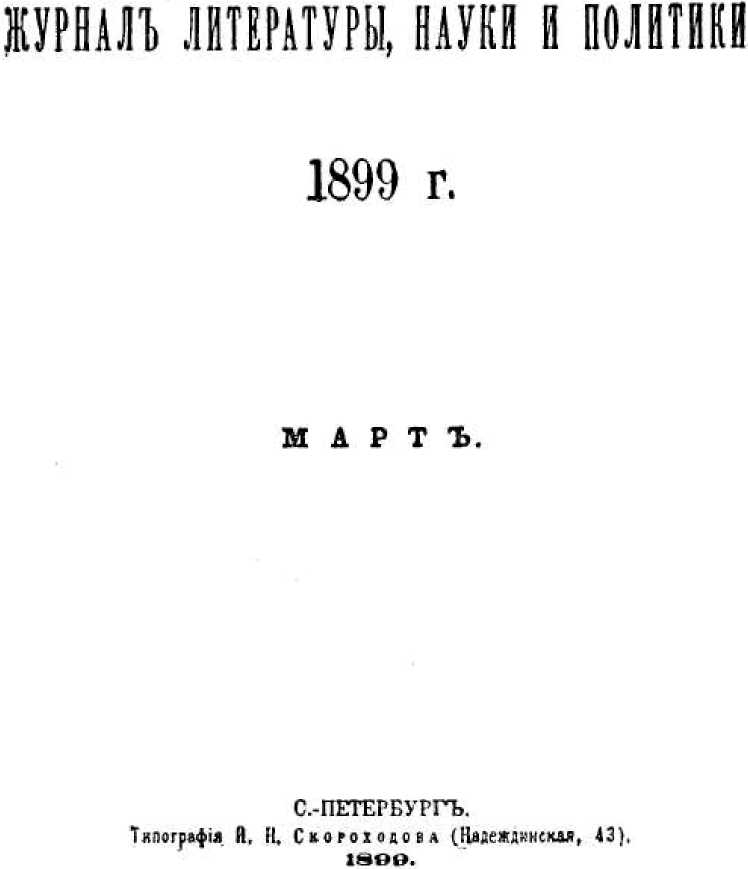 ЖУРНАЛЪ ЛИТЕРАТУРЫ, НАУКИ И ПОЛИТИКИ
1899 г.
МАРТЪ.
С.-ПЕТЕРБУРГЪ.
Типографія И. Н. Скороходова (Надеждинская, 43).
1899.